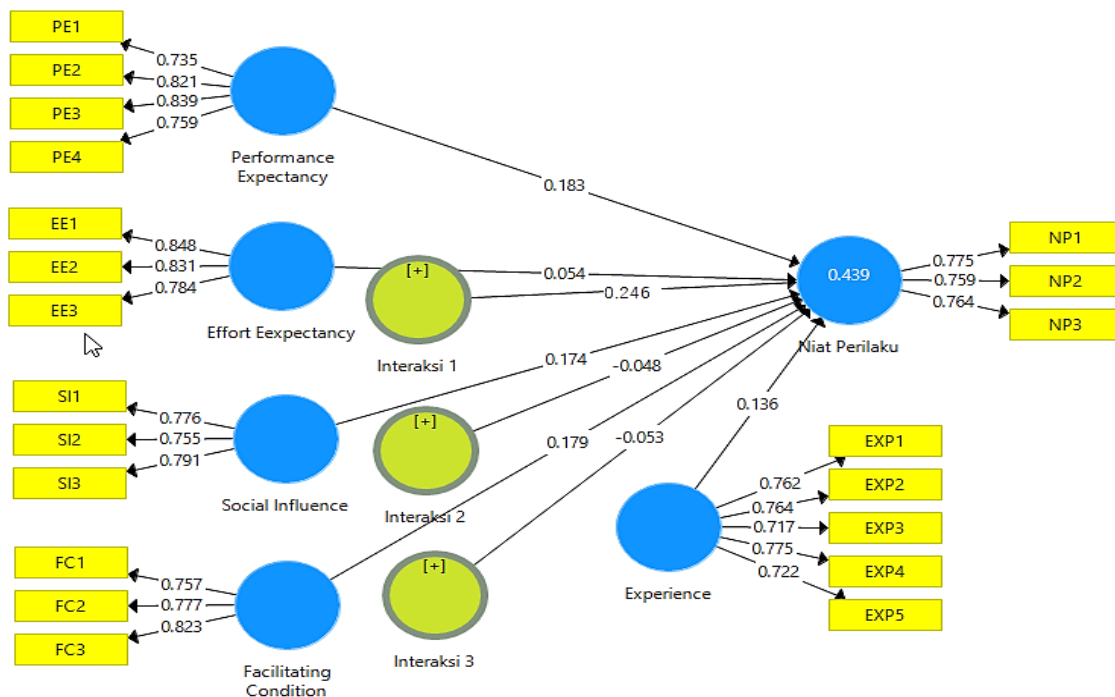 PE1
0.735
PE2
0.821
PE3
0.839
0.759
PE4
Performance
Expectancy
0.183
EE1
0.848
EE2
0.831
EE3
0.784
Effort Eexpectancy
[+]
Interaksi 1
0.054
0.246
0.439
Niat Perilaku
0.775
NP1
0.759
NP2
0.764
NP3
SI1
0.776
SI2
0.755
SI3
0.791
Social Influence
0.174
[+]
Interaksi 2
-0.048
FC1
0.757
FC2
0.777
FC3
0.823
Facilitating
Condition
0.179
[+]
Interaksi 3
-0.053
0.136
Experience
0.762
EXP1
0.764
EXP2
0.717
EXP3
0.775
EXP4
0.722
EXP5